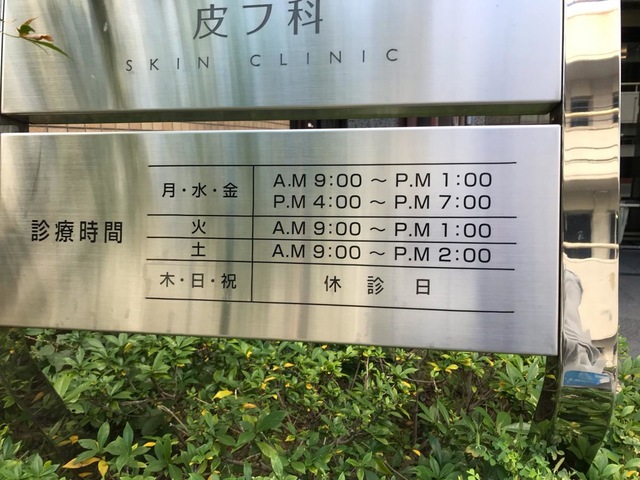 皮フ科
SKIN CLINIC
診療時間
月・水・金 A.M 9:00 ～ P.M 1:00
P.M 4:00 ～ P.M 7:00
火 A.M 9:00 ～ P.M 1:00
土 A.M 9:00 ～ P.M 2:00
木・日・祝 休診日